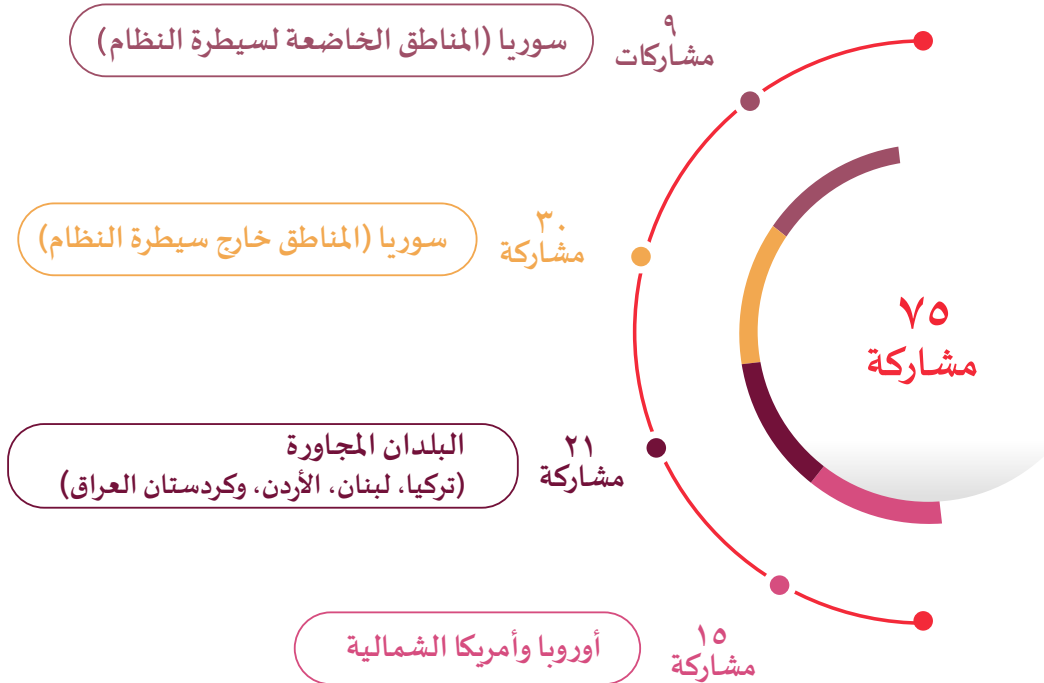 ٩
مشاركات
سوريا (المناطق الخاضعة لسيطرة النظام)
٣٠
مشاركة
سوريا (المناطق خارج سيطرة النظام)
٧٥
مشاركة
٢١
مشاركة
البلدان المجاورة
(تركيا، لبنان، الأردن، وكردستان العراق)
١٥
مشاركة
أوروبا وأمريكا الشمالية